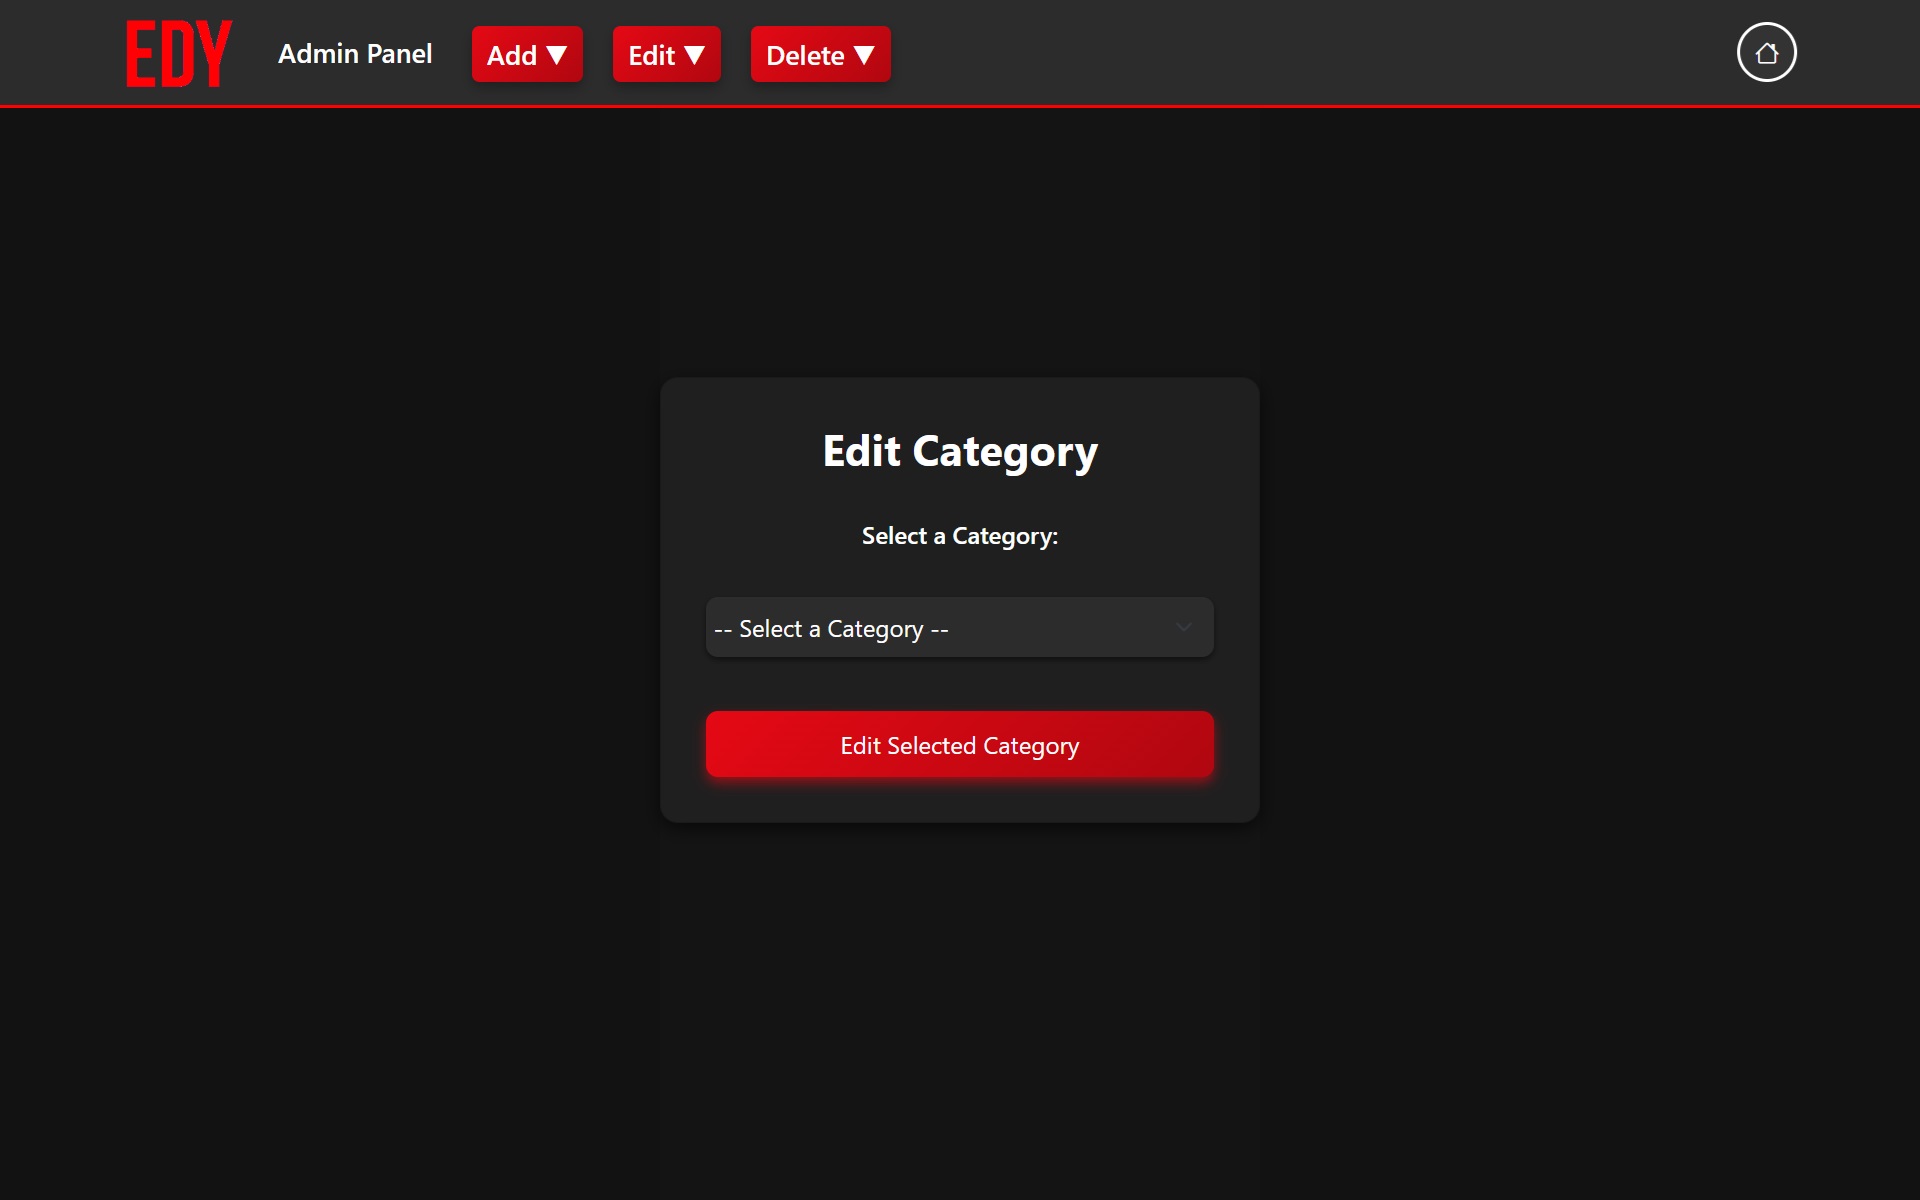 EDY
Admin Panel
Add ▼
Edit ▼
Delete ▼
Edit Category
Select a Category:
-- Select a Category --
Edit Selected Category